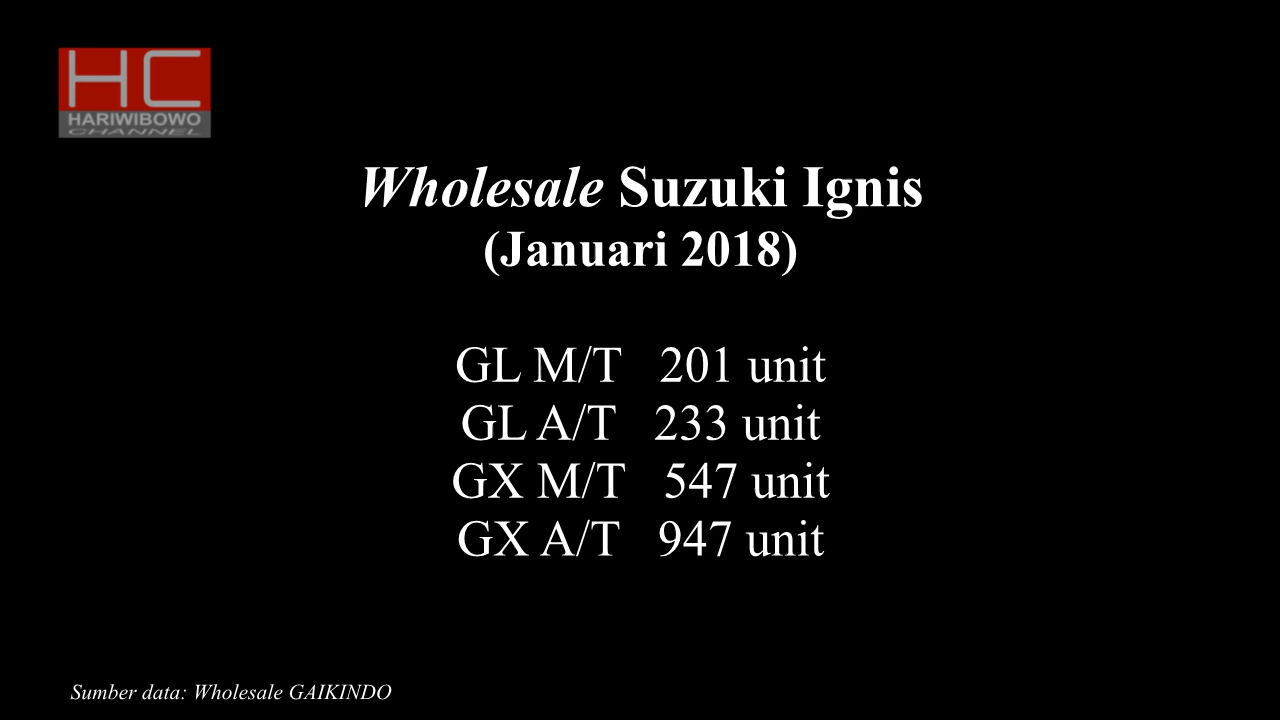 HC
HARIWIBOWO
CHANNEL
Wholesale Suzuki Ignis
(Januari 2018)
GL M/T 201 unit
GL A/T 233 unit
GX M/T 547 unit
GX A/T 947 unit
Sumber data: Wholesale GAIKINDO